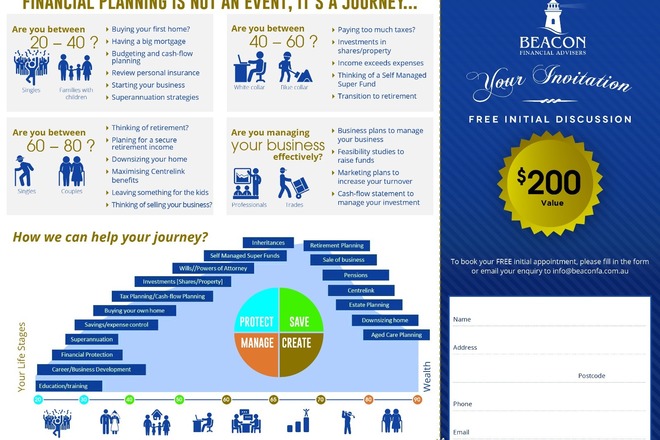 FINANCIAL PLANNING IS NOT AN EVENT, IT'S A JOURNEY...
Are you between
20 – 40 ?
Singles
Families with
children
Buying your first home?
Having a big mortgage
Budgeting and cash-flow
planning
Review personal insurance
Starting your business
Superannuation strategies
Are you between
40 – 60 ?
White collar
Blue collar
Paying too much taxes?
Investments in
shares/property
Income exceeds expenses
Thinking of a Self Managed
Super Fund
Transition to retirement
Are you between
60 – 80 ?
Singles
Couples
Thinking of retirement?
Planing for a secure
retirement income
Downsizing your home
Maximising Centrelink
benefits
Leaving something for the kids
Thinking of selling your business?
Are you managing
your business
effectively?
Professionals
Trades
Business plans to manage
your business
Feasibility studies to
raise funds
Marketing plans to
increase your turnover
Cash-flow statement to
manage your investment
How we can help your journey?
Inheritances
Self Managed Super Funds
Wills//Powers of Attorney
Investments [Shares/Property]
Tax Planning/Cash-flow Planning
Buying your own home
Savings/expense control
Superannuation
Financial Protection
Career/Business Development
Education/training
Retirement Planning
Sale of business
Pensions
Centrelink
Estate Planning
Downsizing home
Aged Care Planning
PROTECT
SAVE
MANAGE
CREATE
Your Life Stages
Wealth
20
30
40
50
60
65
70
80
90
BEACON
FINANCIAL ADVISERS
Your Invitation
FREE INITIAL DISCUSSION
$200
Value
To book your FREE initial appointment, please fill in the form
or email your enquiry to info@beaconfa.com.au
Name
Address
Postcode
Phone
Email